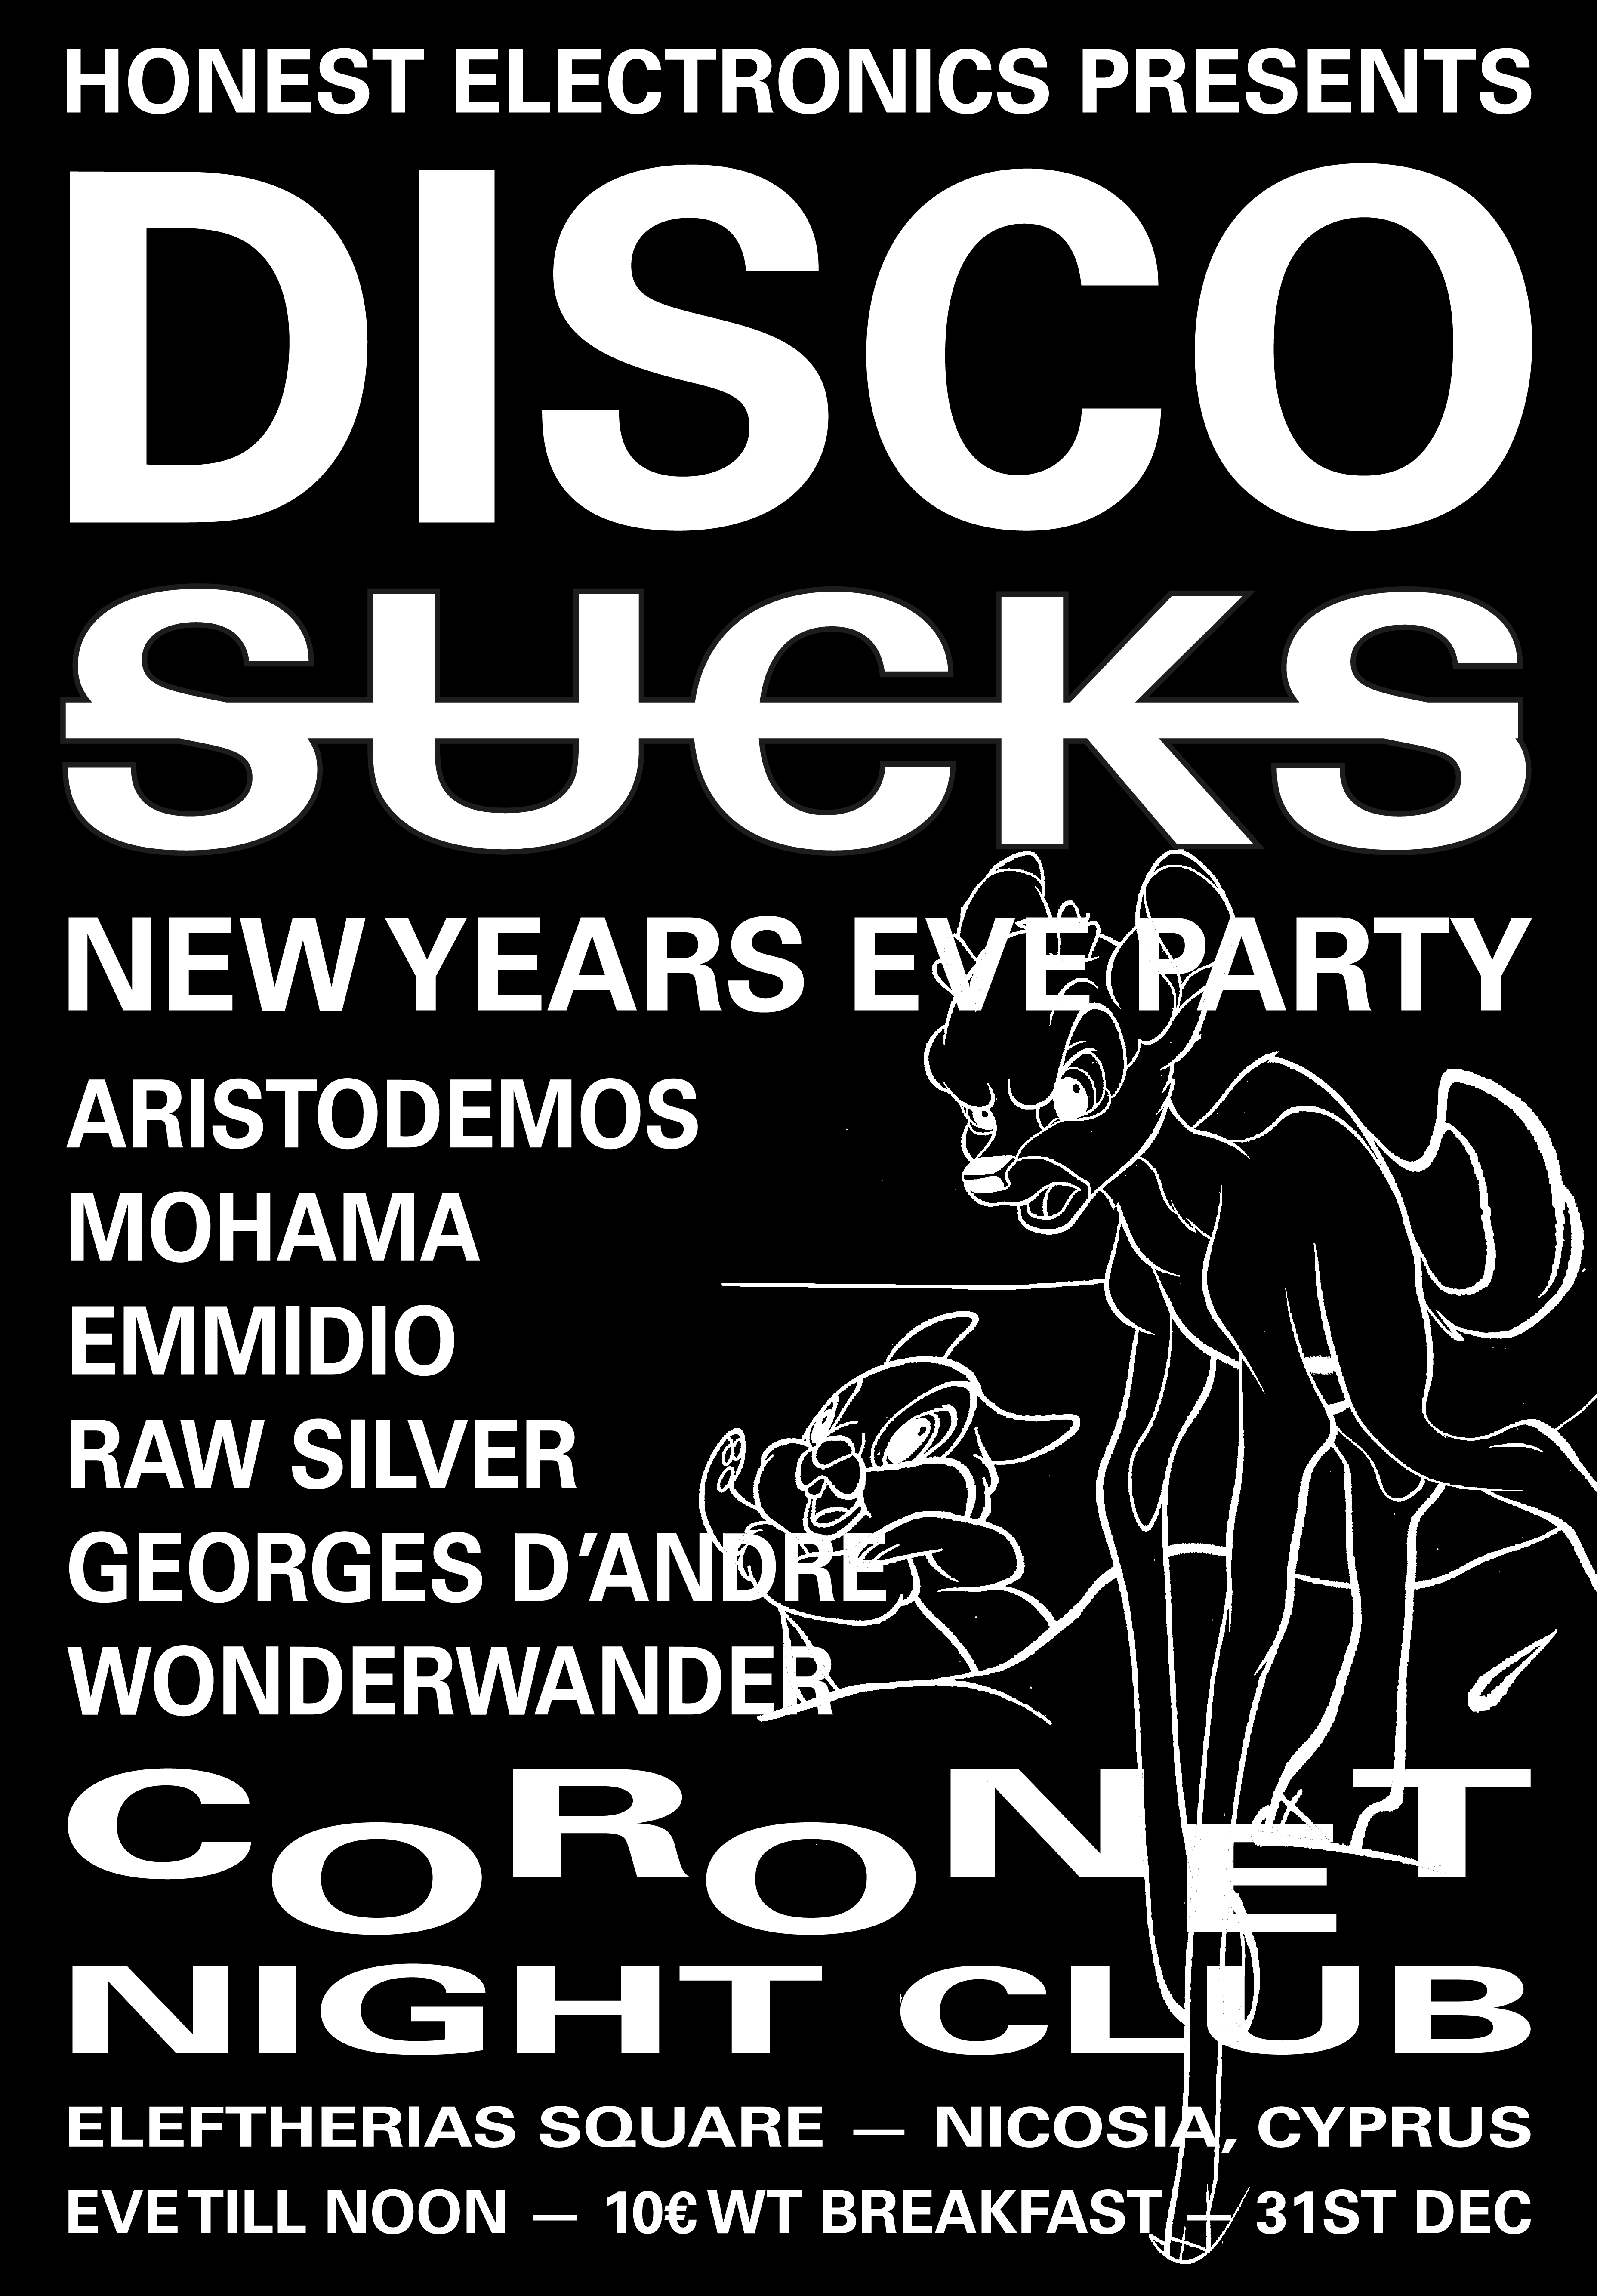 HONEST ELECTRONICS PRESENTS
DISCO
SUCKS
NEW YEARS EVE PARTY
ARISTODEMOS
MOHAMA
EMMIDIO
RAW SILVER
GEORGES D'ANDRE
WONDERWANDER
CORONET
NIGHT CLUB
ELEFTHERIAS SQUARE — NICOSIA, CYPRUS
EVE TILL NOON — 10€ WT BREAKFAST — 31ST DEC